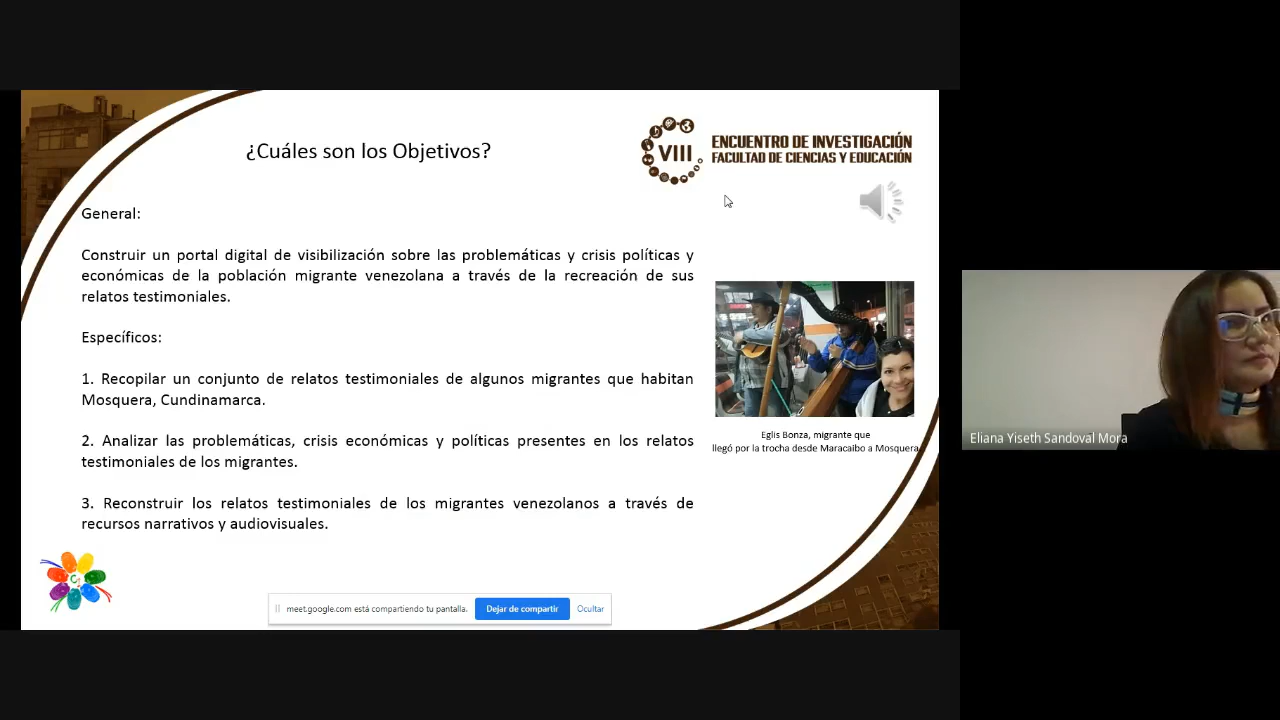 ¿Cuáles son los Objetivos?
VIII
ENCUENTRO DE INVESTIGACIÓN
FACULTAD DE CIENCIAS Y EDUCACIÓN
General:
Construir un portal digital de visibilización sobre las problemáticas y crisis políticas y
económicas de la población migrante venezolana a través de la recreación de sus
relatos testimoniales.
Específicos:
1. Recopilar un conjunto de relatos testimoniales de algunos migrantes que habitan
Mosquera, Cundinamarca.
2. Analizar las problemáticas, crisis económicas y políticas presentes en los relatos
testimoniales de los migrantes.
3. Reconstruir los relatos testimoniales de los migrantes venezolanos a través de
recursos narrativos y audiovisuales.
Eglis Bonza, migrante que
llegó por la trocha desde Maracaibo a Mosquera
Eliana Yiseth Sandoval Mora
meet.google.com está compartiendo tu pantalla.
Dejar de compartir
Ocultar